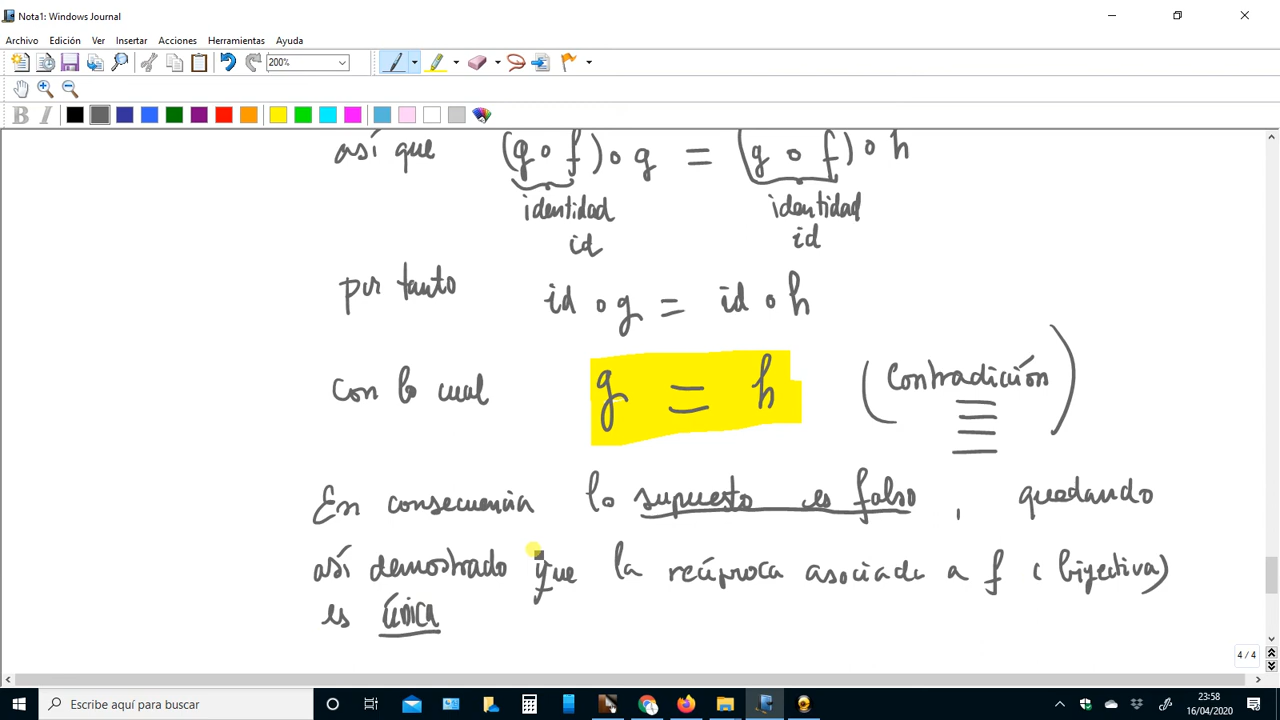 Nota1: Windows Journal
Archivo Edición Ver Insertar Acciones Herramientas Ayuda
200%
B I
así que (g o f) o g = (g o f) o h
identidad identidad
id id
por tanto id o g = id o h
con lo cual g = h (Contradicción)
En consecuencia lo supuesto es falso, quedando
así demostrado que la recíproca asociada a f (biyectiva)
es única
4 / 4
Escribe aquí para buscar
23:58
16/04/2020